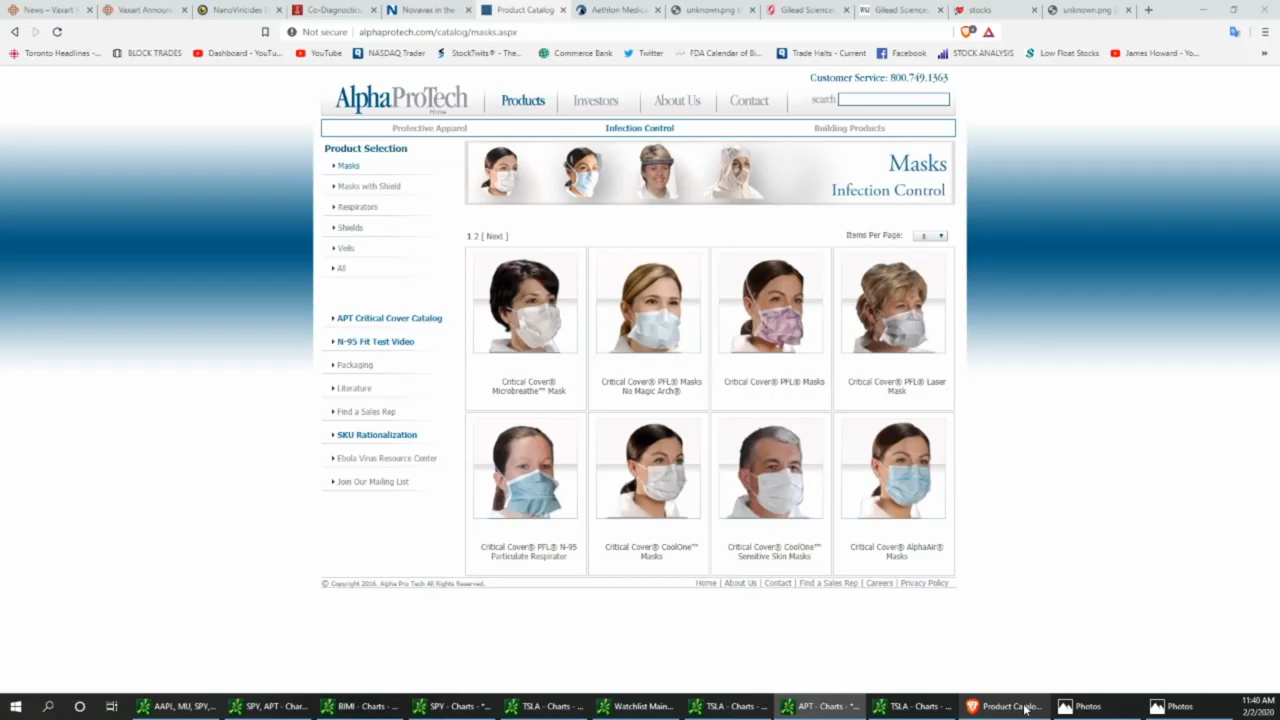 News – Vaxart
Vaxart Announ
NanoViricides
Co-Diagnostic
Novavax in the
Product Catalog
Aethlon Medic
unknown.png
Gilead Science
Gilead Sciences
stocks
unknown.png
Not secure
alphaprotech.com/catalog/masks.aspx
Toronto Headlines -...
BLOCK TRADES
Dashboard - YouTu...
YouTube
NASDAQ Trader
StockTwits® - The...
Commerce Bank
Twitter
FDA Calendar of Bi...
Trade Halts - Current
Facebook
STOCK ANALYSIS
Low Float Stocks
James Howard - Yo...
Customer Service: 800.749.1363
AlphaProTech
Home
Products
Investors
About Us
Contact
search
Protective Apparel
Infection Control
Building Products
Product Selection
Masks
Masks with Shield
Respirators
Shields
Veils
All
APT Critical Cover Catalog
N-95 Fit Test Video
Packaging
Literature
Find a Sales Rep
SKU Rationalization
Ebola Virus Resource Center
Join Our Mailing List
Masks
Infection Control
1 2 [ Next ]
Items Per Page:
8
Critical Cover®
Microbreathe™ Mask
Critical Cover® PFL® Masks
No Magic Arch®
Critical Cover® PFL® Masks
Critical Cover® PFL® Laser
Mask
Critical Cover® PFL® N-95
Particulate Respirator
Critical Cover® CoolOne™
Masks
Critical Cover® CoolOne™
Sensitive Skin Masks
Critical Cover® AlphaAir®
Masks
© Copyright 2016. Alpha Pro Tech All Rights Reserved.
Home | About Us | Contact | Find a Sales Rep | Careers | Privacy Policy
AAPL, MU, SPY,...
SPY, APT - Char...
BIMI - Charts - ...
SPY - Charts - *...
TSLA - Charts - ...
Watchlist Main...
TSLA - Charts - ...
APT - Charts - *...
TSLA - Charts - ...
Product Catalo...
Photos
Photos
11:40 AM
2/2/2020